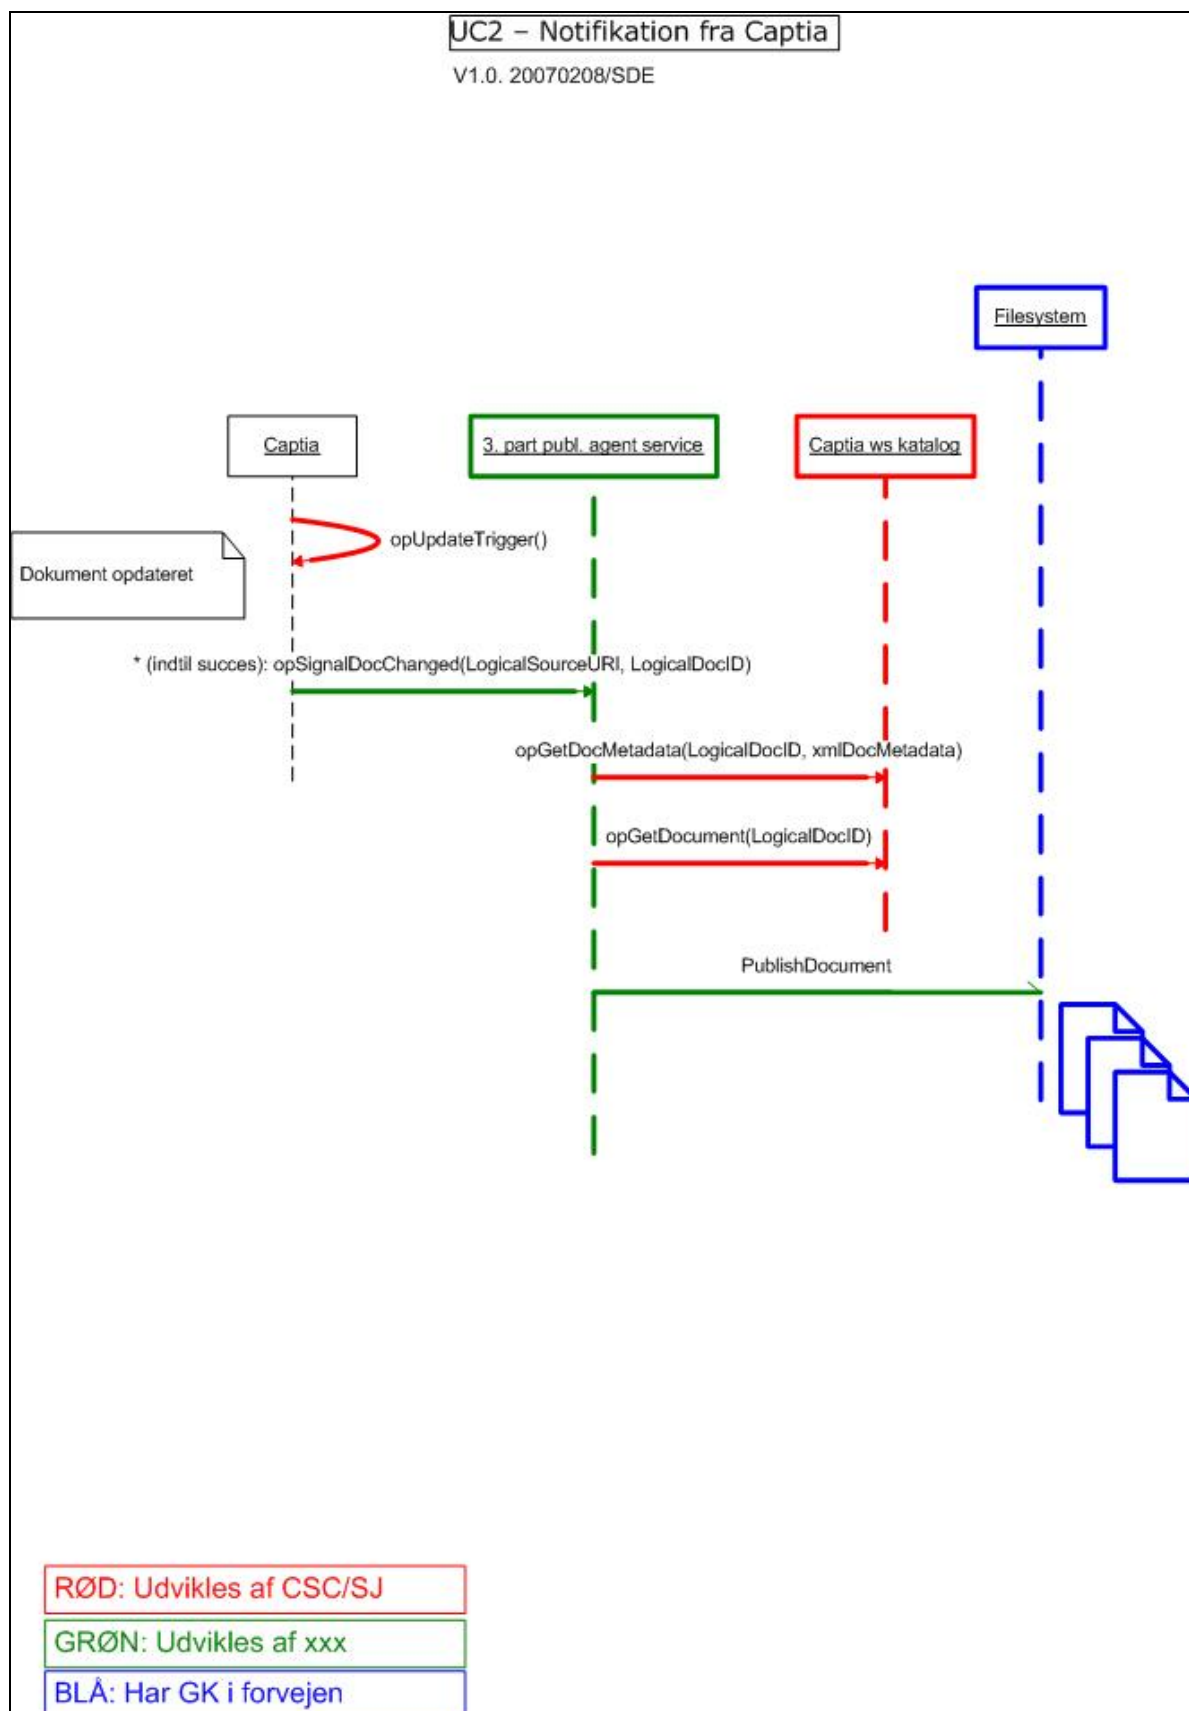 UC2 – Notifikation fra Captia
V1.0. 20070208/SDE
Filesystem
Captia
3. part publ. agent service
Captia ws katalog
opUpdateTrigger()
Dokument opdateret
* (indtil succes): opSignalDocChanged(LogicalSourceURI, LogicalDocID)
opGetDocMetadata(LogicalDocID, xmlDocMetadata)
opGetDocument(LogicalDocID)
PublishDocument
RØD: Udvikles af CSC/SJ
GRØN: Udvikles af xxx
BLÅ: Har GK i forvejen